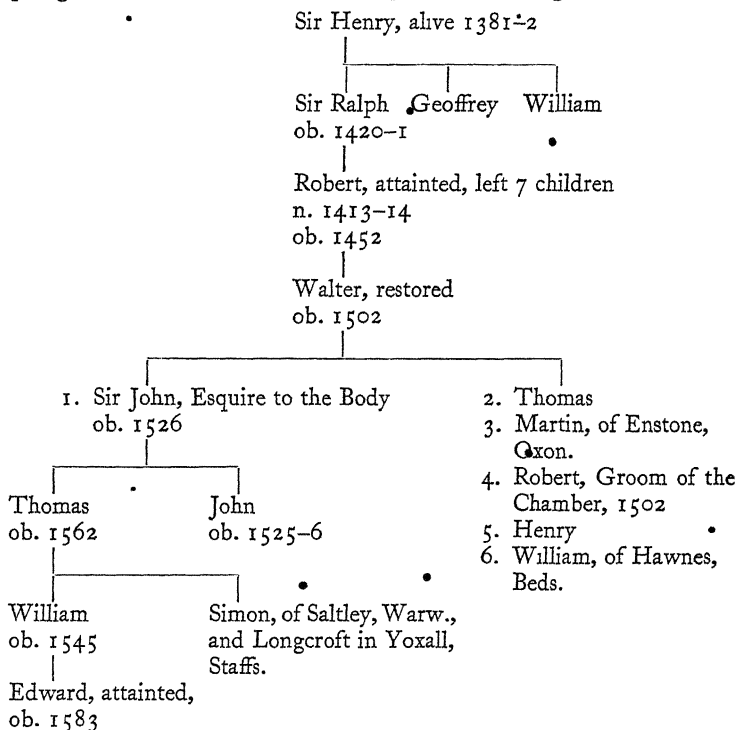 Sir Henry, alive 1381–2
Sir Ralph Geoffrey William
ob. 1420–1
Robert, attainted, left 7 children
n. 1413–14
ob. 1452
Walter, restored
ob. 1502
1. Sir John, Esquire to the Body
ob. 1526
2. Thomas
3. Martin, of Enstone,
Oxon.
4. Robert, Groom of the
Chamber, 1502
5. Henry
6. William, of Hawnes,
Beds.
Thomas
ob. 1562
John
ob. 1525–6
William
ob. 1545
Simon, of Saltley, Warw.,
and Longcroft in Yoxall,
Staffs.
Edward, attainted,
ob. 1583